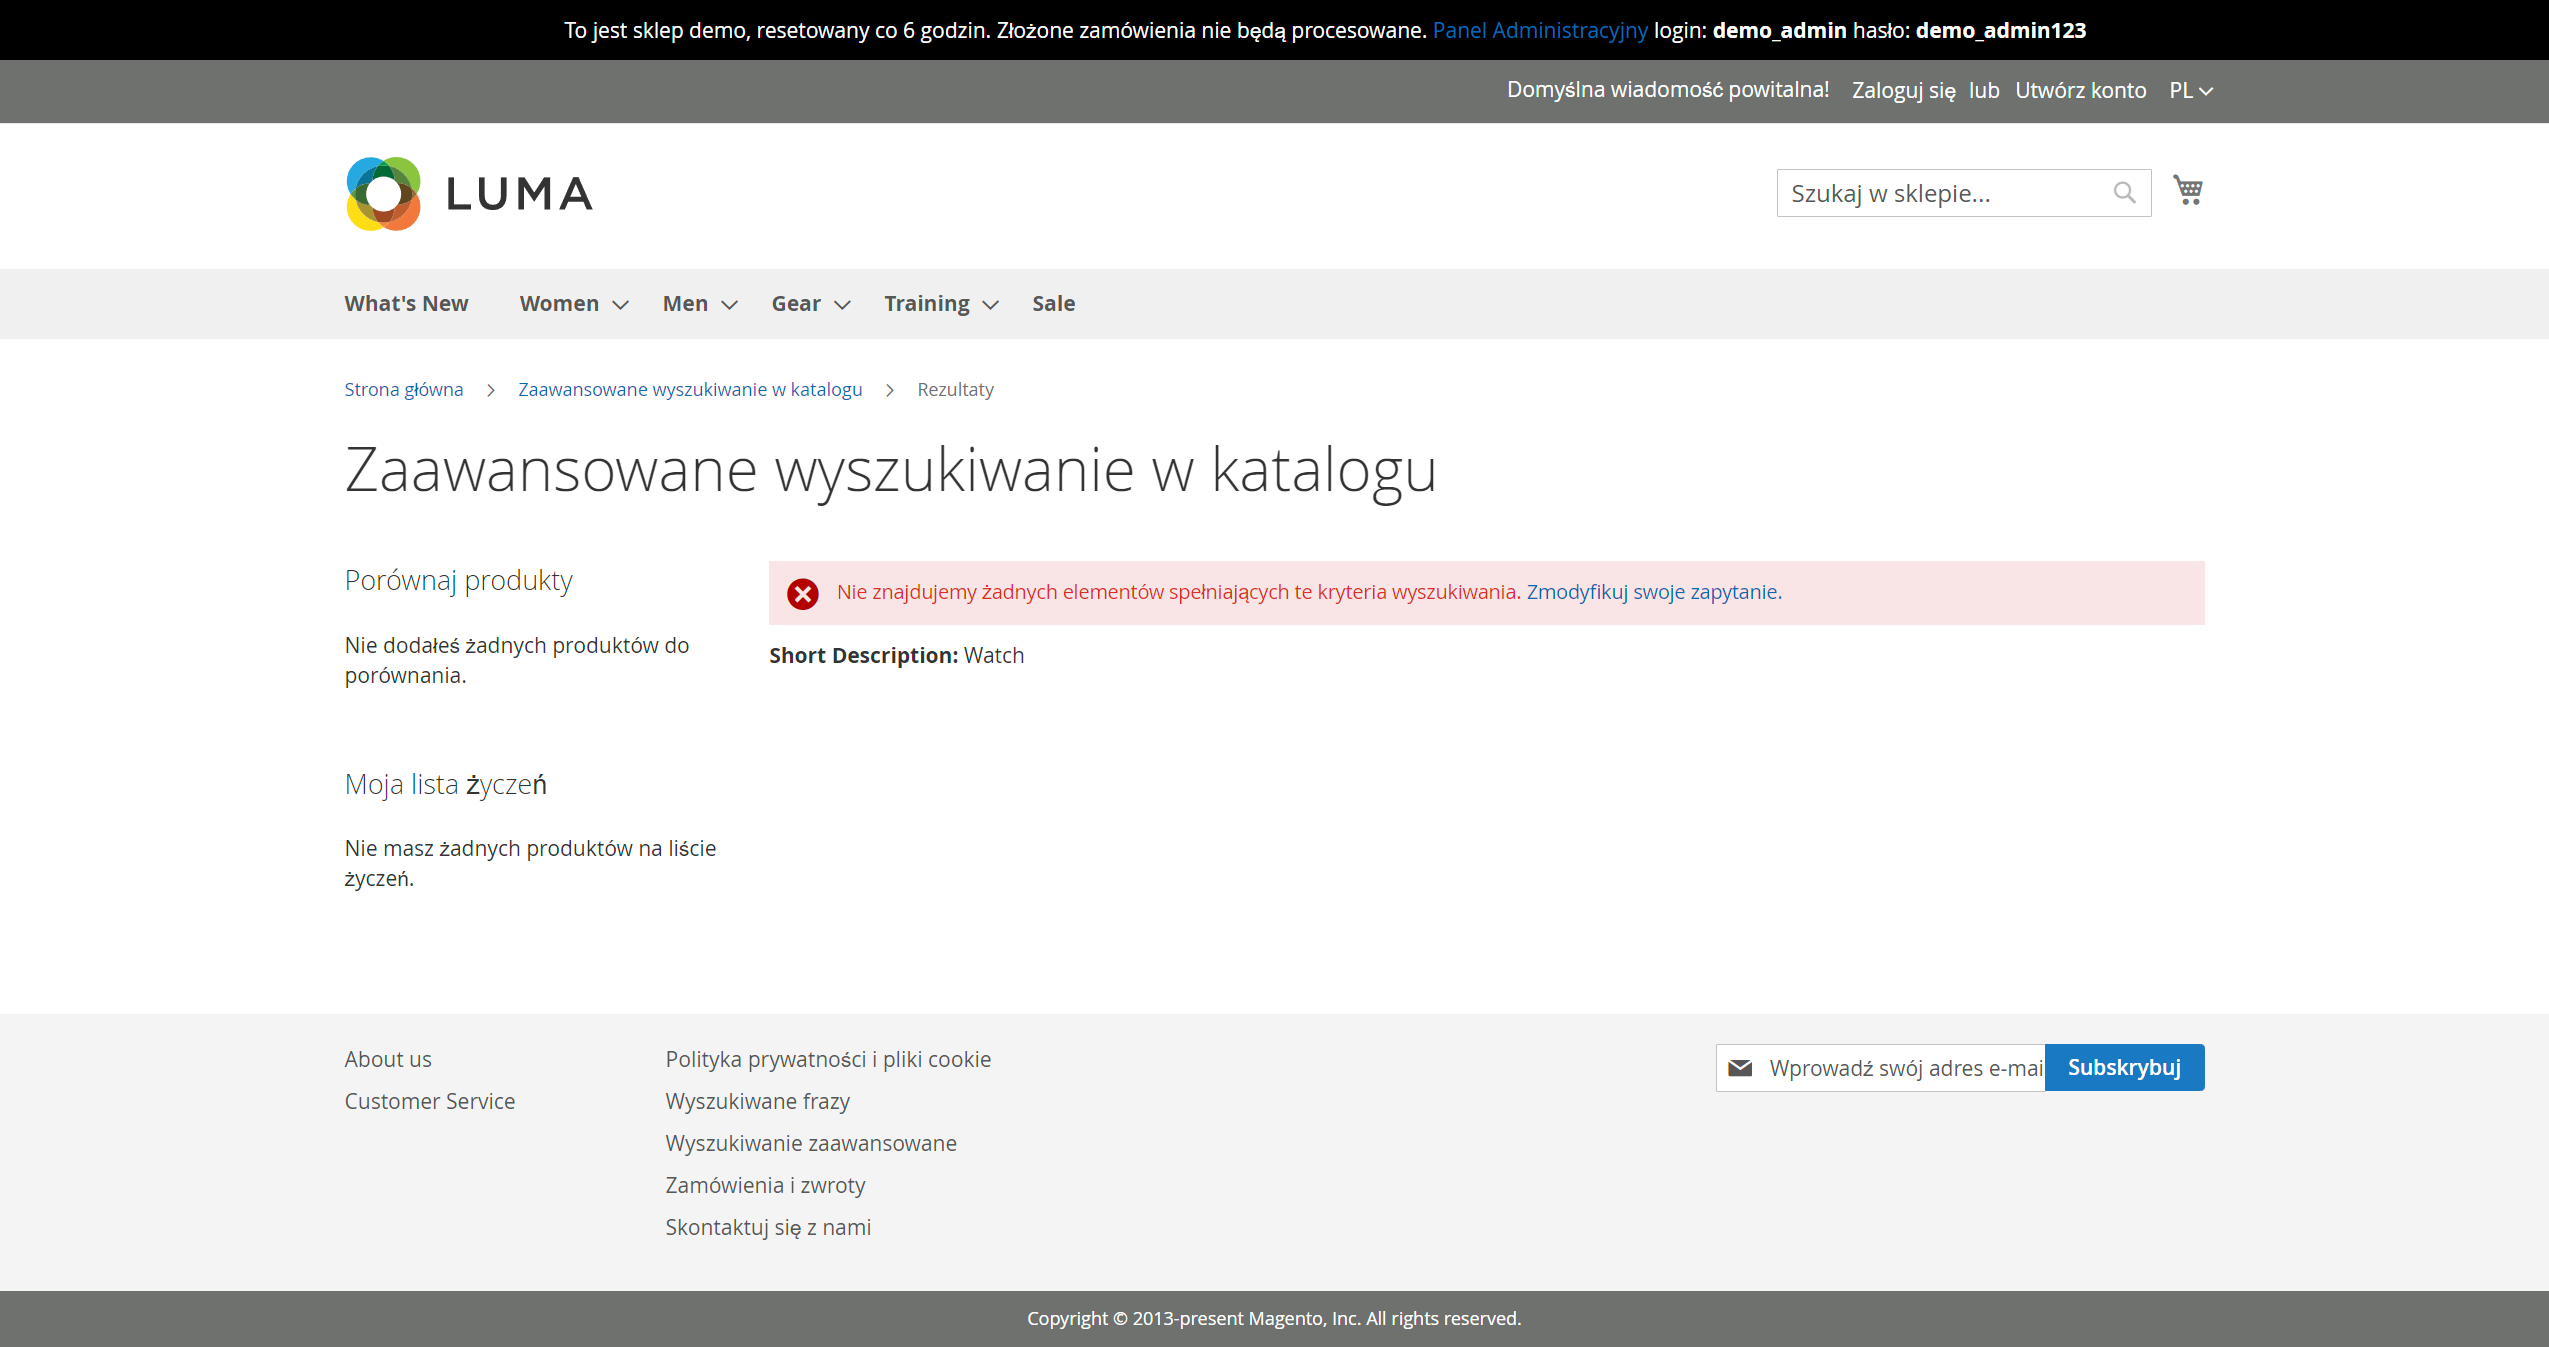 To jest sklep demo, resetowany co 6 godzin. Złożone zamówienia nie będą procesowane. Panel Administracyjny login: demo_admin hasło: demo_admin123
Domyślna wiadomość powitalna! Zaloguj się lub Utwórz konto PL
LUMA
Szukaj w sklepie...
What's New Women Men Gear Training Sale
Strona główna Zaawansowane wyszukiwanie w katalogu Rezultaty
Zaawansowane wyszukiwanie w katalogu
Porównaj produkty
Nie dodałeś żadnych produktów do
porównania.
Moja lista życzeń
Nie masz żadnych produktów na liście
życzeń.
Nie znajdujemy żadnych elementów spełniających te kryteria wyszukiwania. Zmodyfikuj swoje zapytanie.
Short Description: Watch
About us
Customer Service
Polityka prywatności i pliki cookie
Wyszukiwane frazy
Wyszukiwanie zaawansowane
Zamówienia i zwroty
Skontaktuj się z nami
Wprowadź swój adres e-mai
Subskrybuj
Copyright © 2013-present Magento, Inc. All rights reserved.